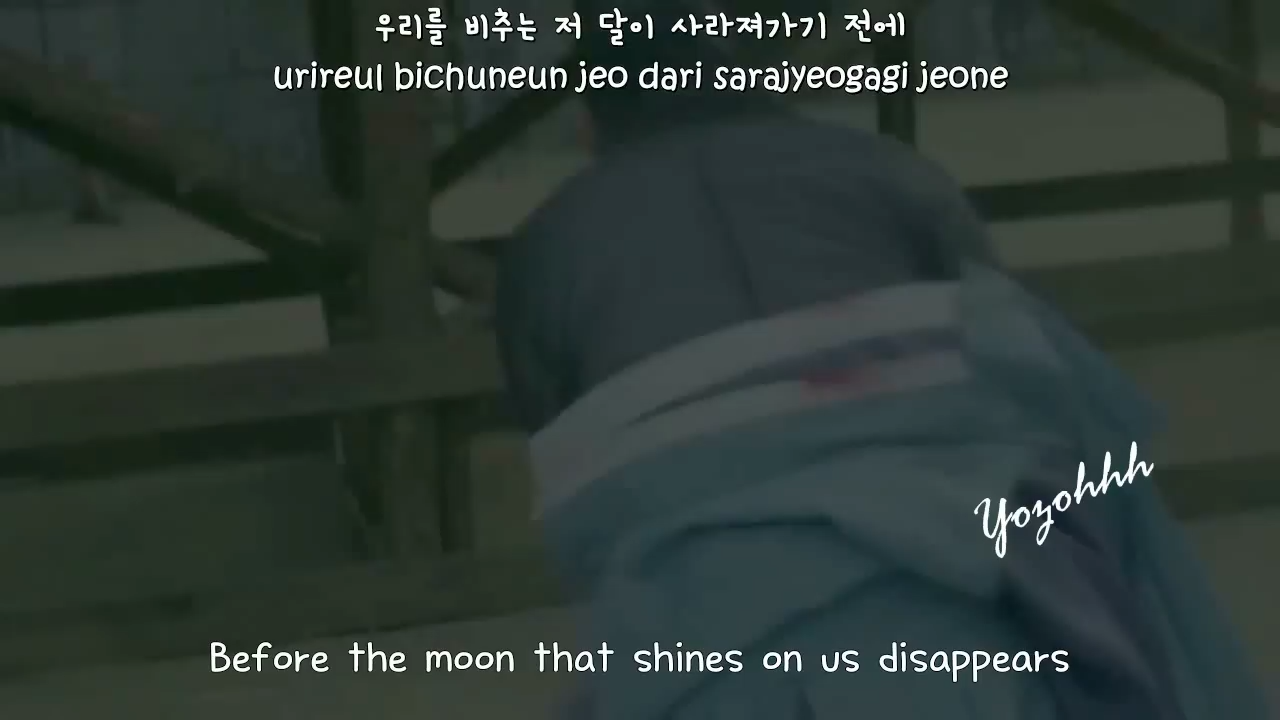 우리를 비추는 저 달이 사라져가기 전에
urireul bichuneun jeo dari sarajyeogagi jeone
Yozohhh
Before the moon that shines on us disappears